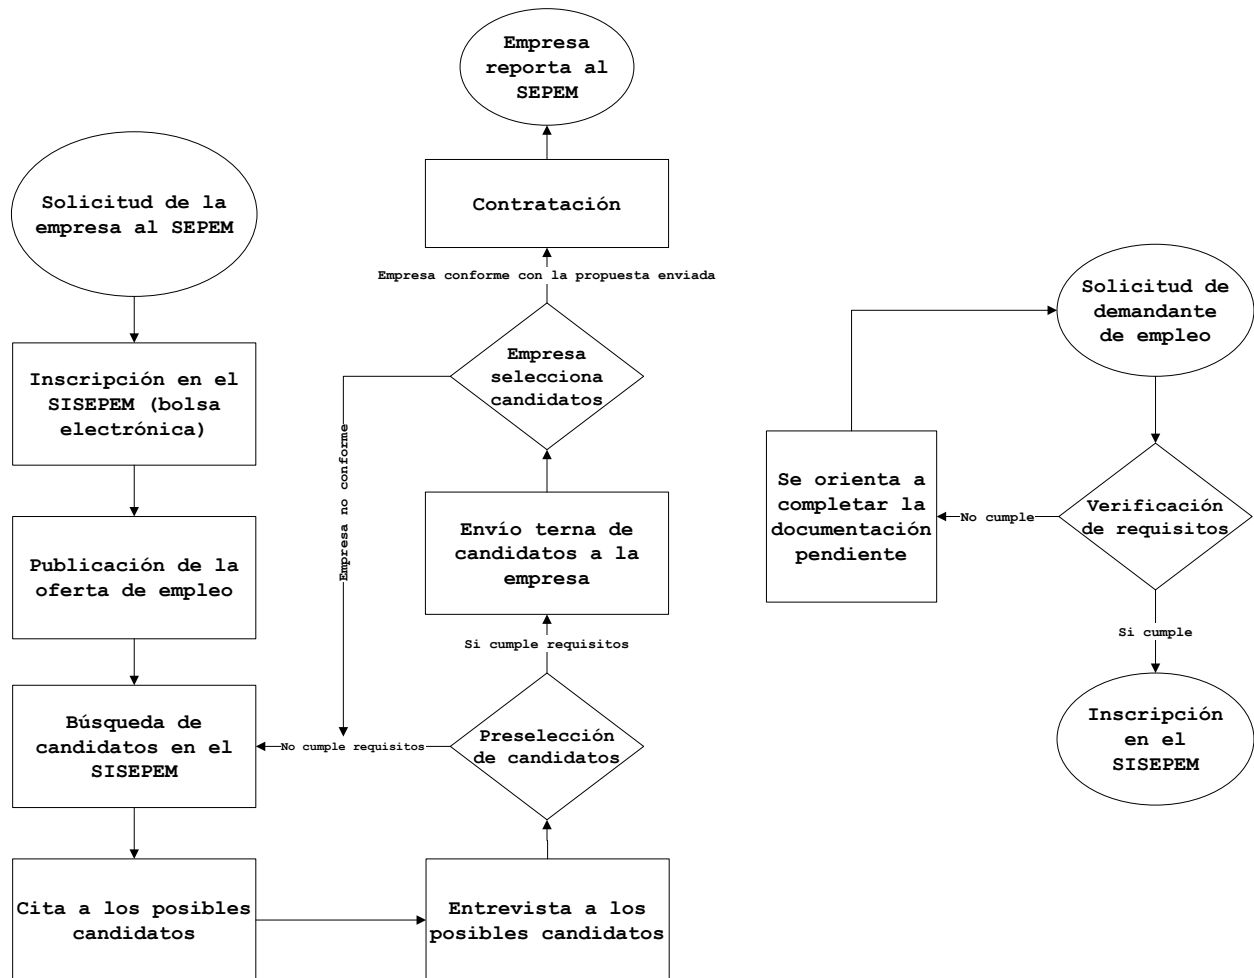 Solicitud de la
empresa al SEPEM
Inscripción en el
SISEPEM (bolsa
electrónica)
Publicación de la
oferta de empleo
Búsqueda de
candidatos en el
SISEPEM
Cita a los posibles
candidatos
Entrevista a los
posibles candidatos
Preselección
de candidatos
No cumple requisitos
Si cumple requisitos
Envío terna de
candidatos a la
empresa
Empresa
selecciona
candidatos
Empresa no conforme
Empresa conforme con la propuesta enviada
Contratación
Empresa
reporta al
SEPEM
Solicitud de
demandante
de empleo
Verificación
de requisitos
No cumple
Se orienta a
completar la
documentación
pendiente
Si cumple
Inscripción
en el
SISEPEM